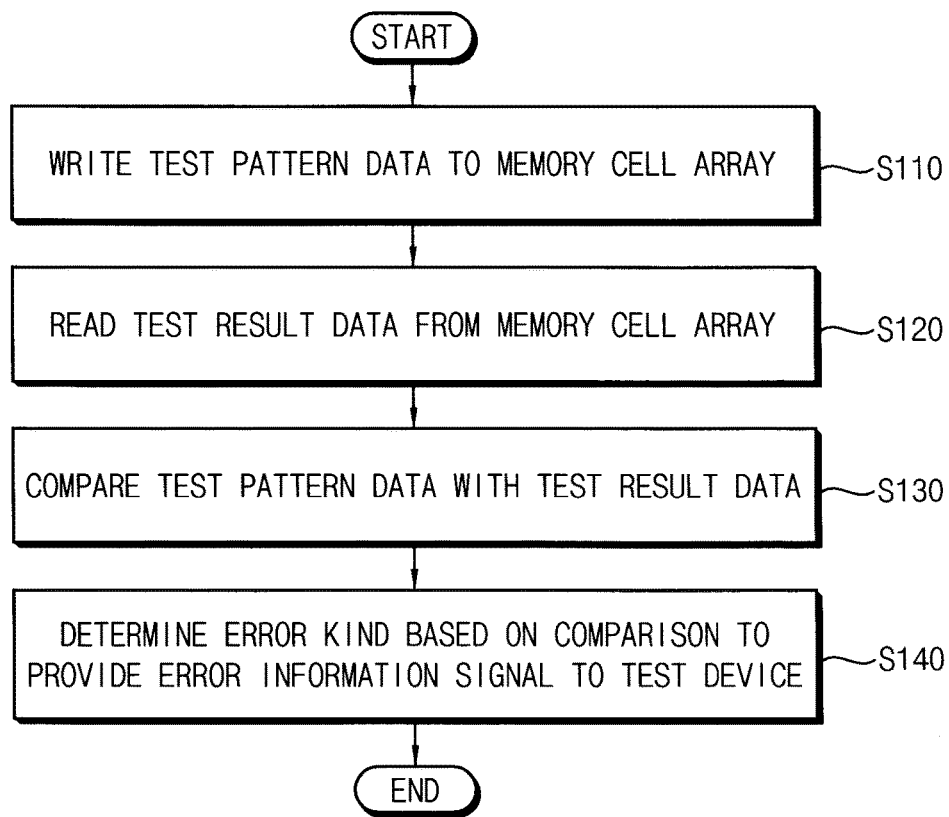 START
WRITE TEST PATTERN DATA TO MEMORY CELL ARRAY
S110
READ TEST RESULT DATA FROM MEMORY CELL ARRAY
S120
COMPARE TEST PATTERN DATA WITH TEST RESULT DATA
S130
DETERMINE ERROR KIND BASED ON COMPARISON TO
PROVIDE ERROR INFORMATION SIGNAL TO TEST DEVICE
S140
END